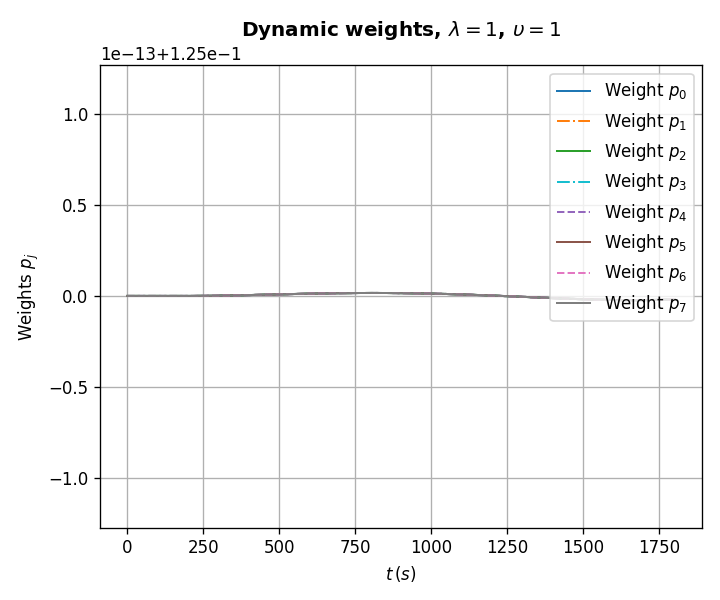 Dynamic weights, λ = 1, υ = 1
1e−13+1.25e−1
1.0
0.5
0.0
−0.5
−1.0
Weights p_j
0 250 500 750 1000 1250 1500 1750
t (s)
Weight p_0
Weight p_1
Weight p_2
Weight p_3
Weight p_4
Weight p_5
Weight p_6
Weight p_7